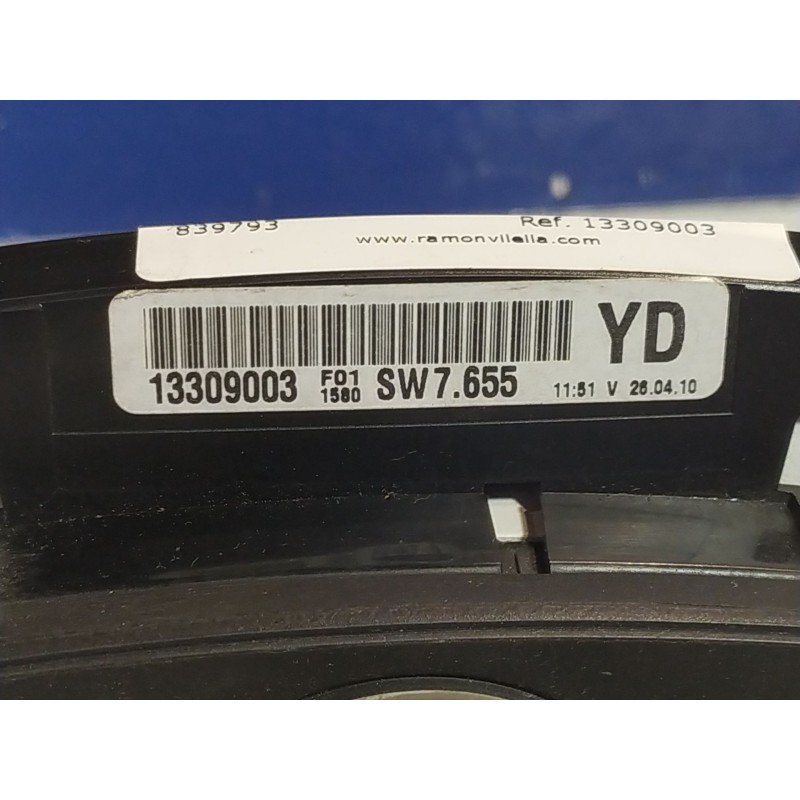 839793 Ref. 13309003
www.ramonvilella.com
YD
13309003 F01 1580 SW7.655 11:51 V 26.04.10